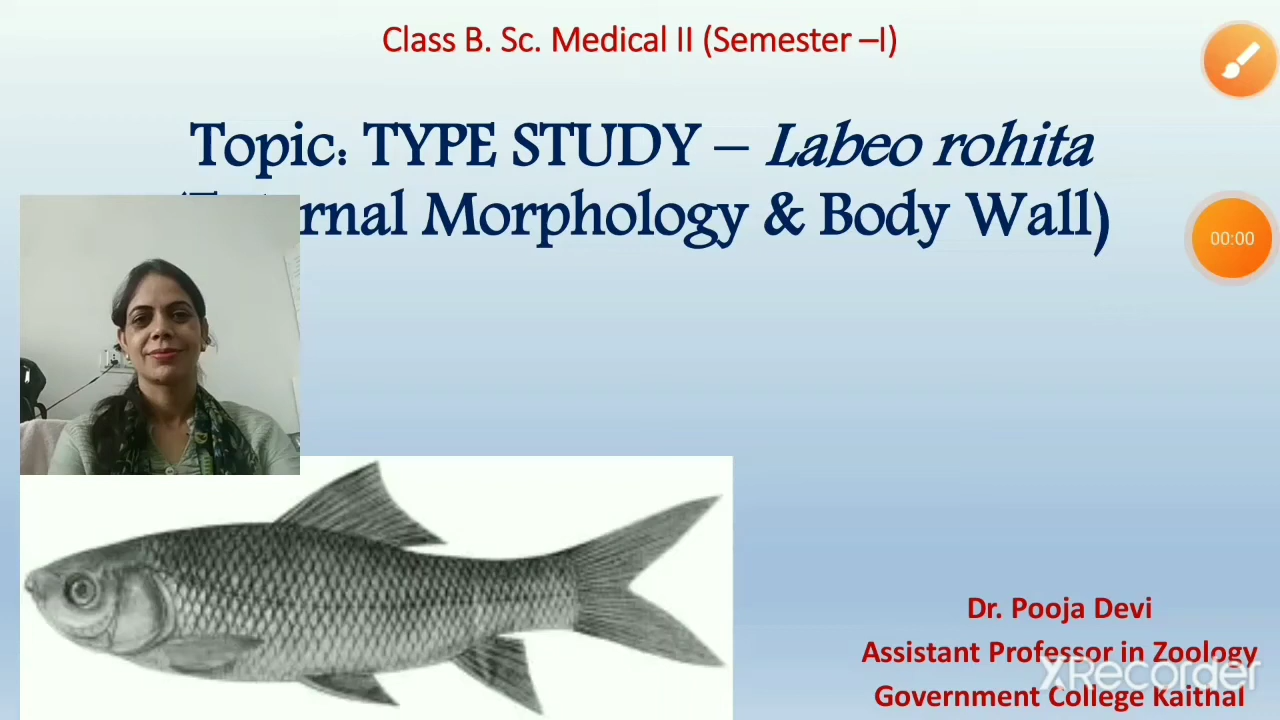 Class B. Sc. Medical II (Semester –I)
Topic: TYPE STUDY – Labeo rohita
Morphology & Body Wall)
00:00
Dr. Pooja Devi
Assistant Professor in Zoology
Government College Kaithal
XRecorder